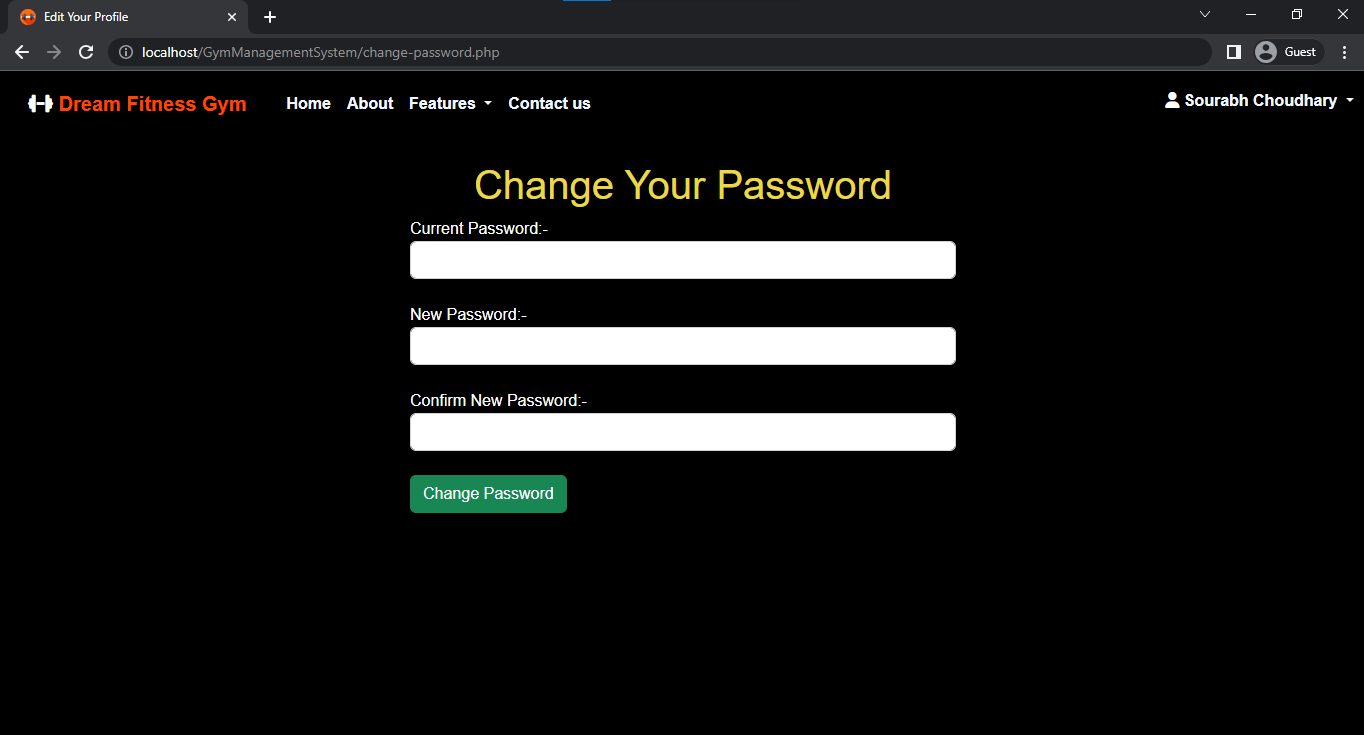 Edit Your Profile
localhost/GymManagementSystem/change-password.php
Guest
Dream Fitness Gym Home About Features Contact us Sourabh Choudhary
Change Your Password
Current Password:-
New Password:-
Confirm New Password:-
Change Password